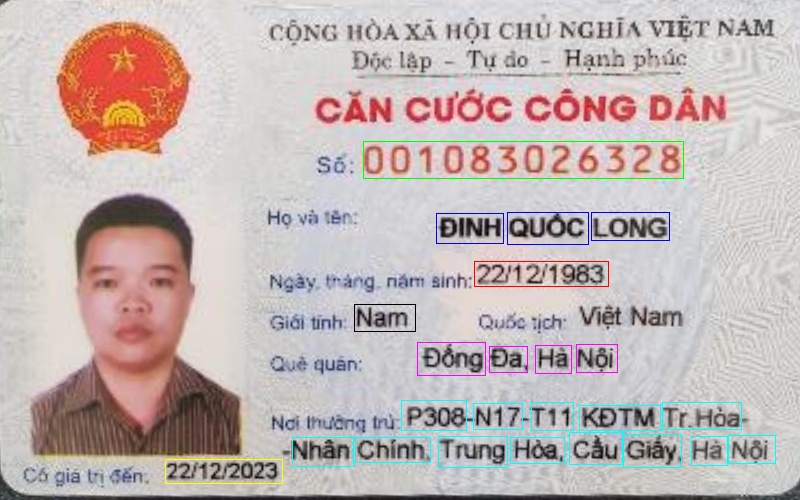 CỘNG HÒA XÃ HỘI CHỦ NGHĨA VIỆT NAM
Độc lập - Tự do - Hạnh phúc
CĂN CƯỚC CÔNG DÂN
Số: 001083026328
Họ và tên: ĐINH QUỐC LONG
Ngày, tháng, năm sinh: 22/12/1983
Giới tính: Nam Quốc tịch: Việt Nam
Quê quán: Đống Đa, Hà Nội
Nơi thường trú: P308-N17-T11 KĐTM Tr.Hòa-
-Nhân Chính, Trung Hòa, Cầu Giấy, Hà Nội
Có giá trị đến: 22/12/2023